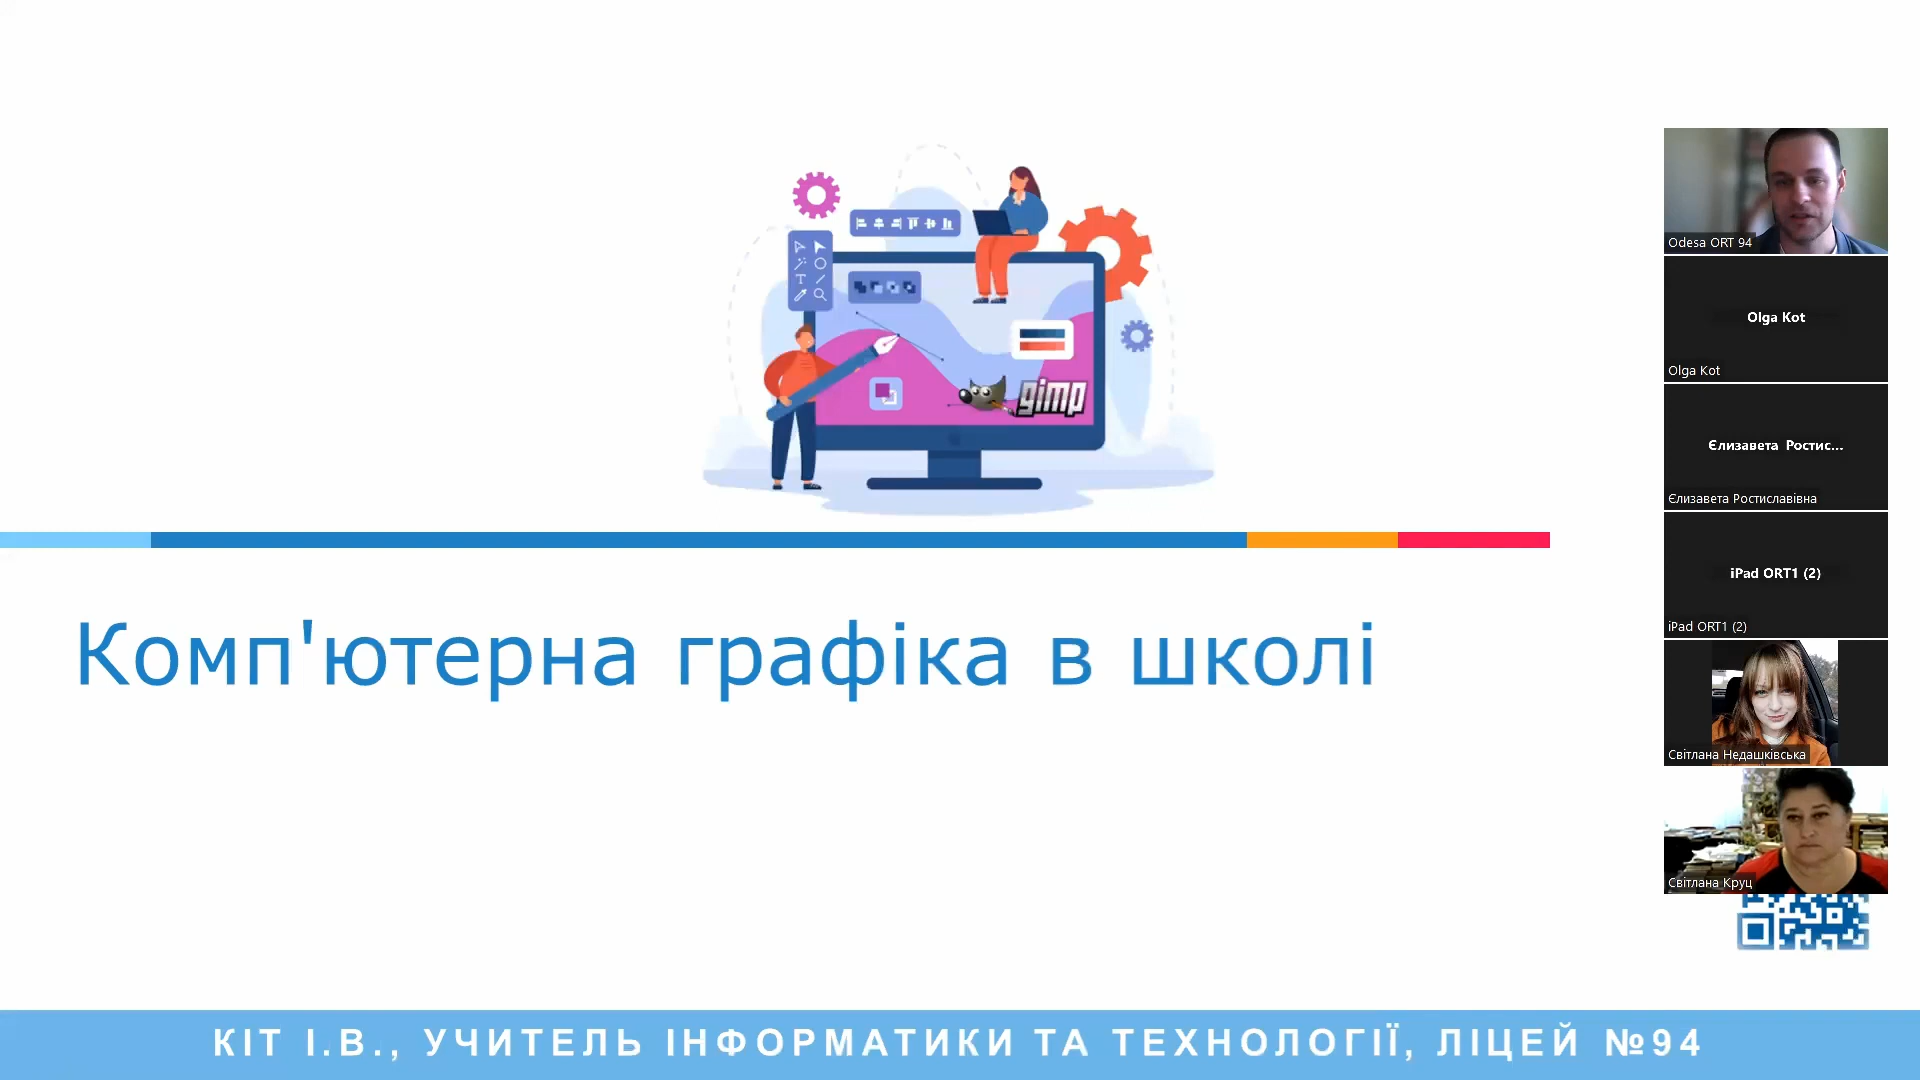 gimp
Комп'ютерна графіка в школі
КІТ І.В., УЧИТЕЛЬ ІНФОРМАТИКИ ТА ТЕХНОЛОГІЇ, ЛІЦЕЙ №94
Odesa ORT 94
Olga Kot
Olga Kot
Єлизавета Ростис...
Єлизавета Ростиславівна
iPad ORT1 (2)
iPad ORT1 (2)
Світлана Недашківська
Світлана Круц